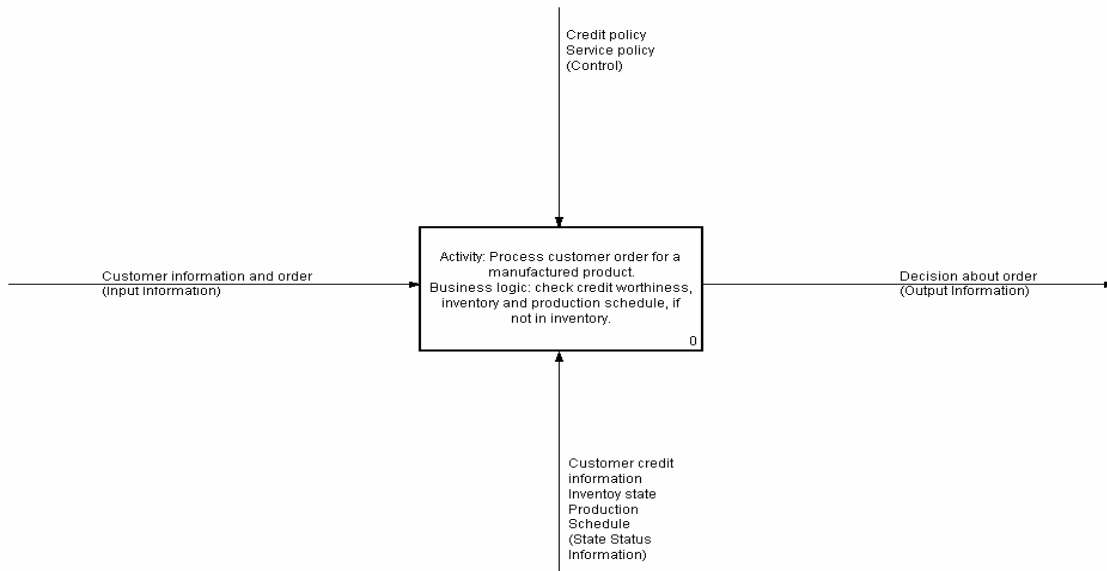 Credit policy
Service policy
(Control)
Activity: Process customer order for a
manufactured product.
Business logic: check credit worthiness,
inventory and production schedule, if
not in inventory.
0
Customer information and order
(Input Information)
Decision about order
(Output Information)
Customer credit
information
Inventoy state
Production
Schedule
(State Status
Information)